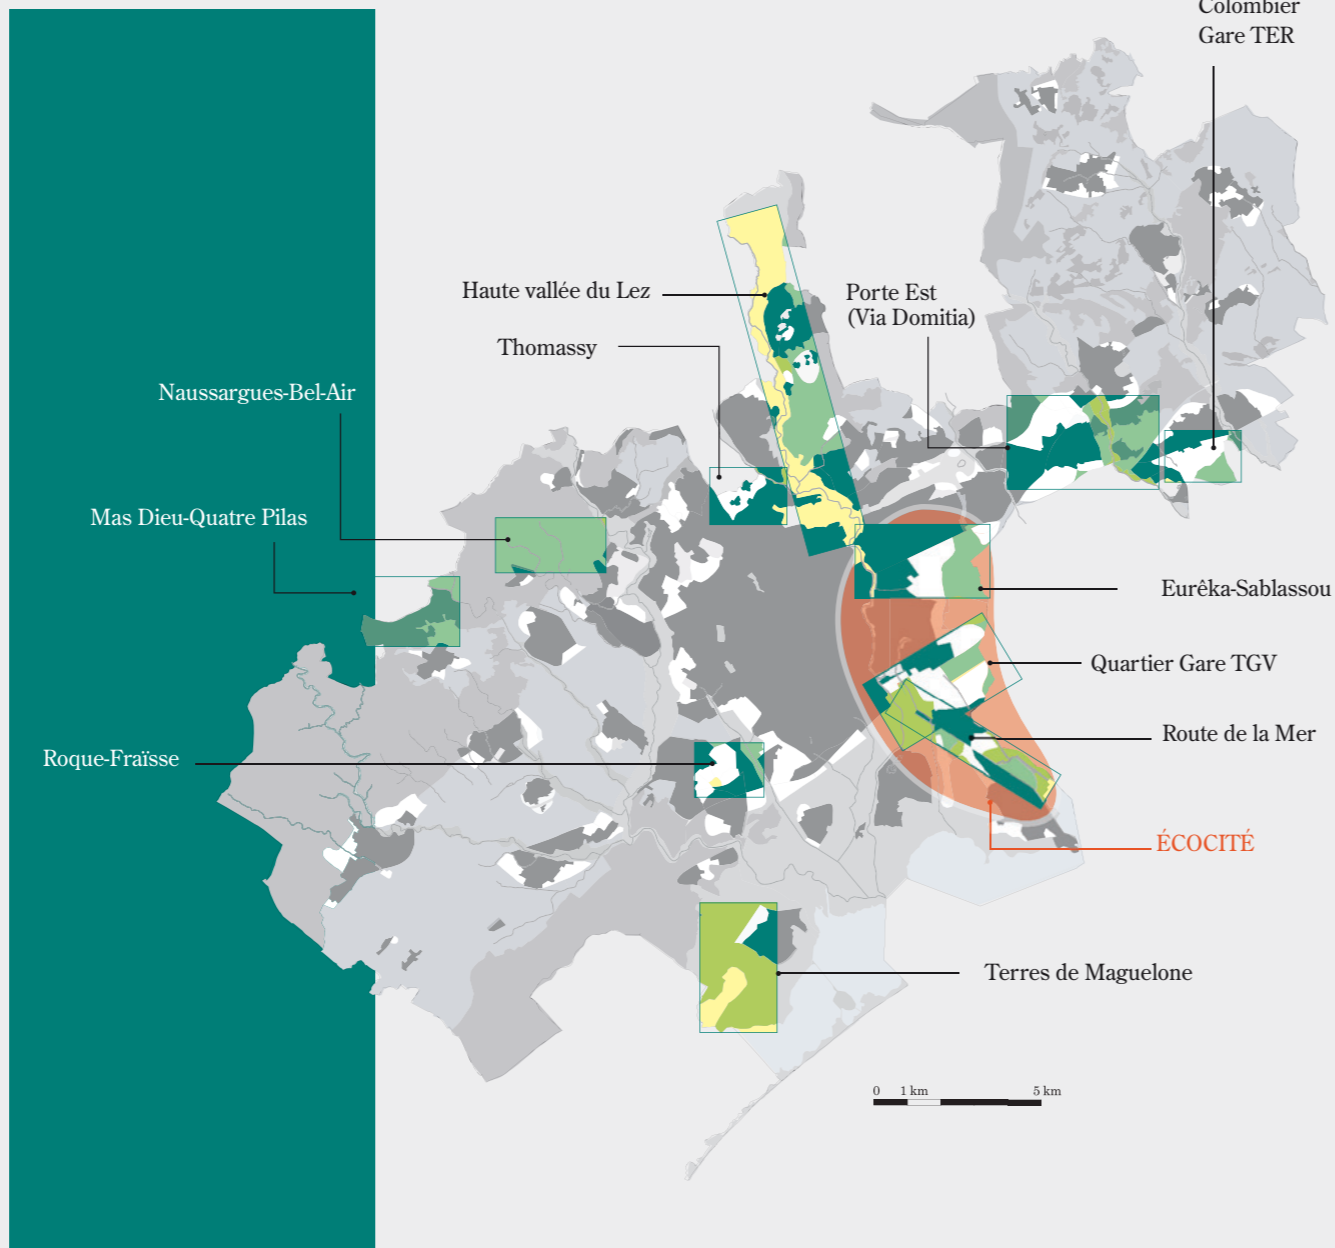 Colombier
Gare TER
Haute vallée du Lez
Porte Est
(Via Domitia)
Thomassy
Naussargues-Bel-Air
Mas Dieu-Quatre Pilas
Eurêka-Sablassou
Quartier Gare TGV
Route de la Mer
Roque-Fraïsse
ÉCOCITÉ
Terres de Maguelone
0 1 km 5 km